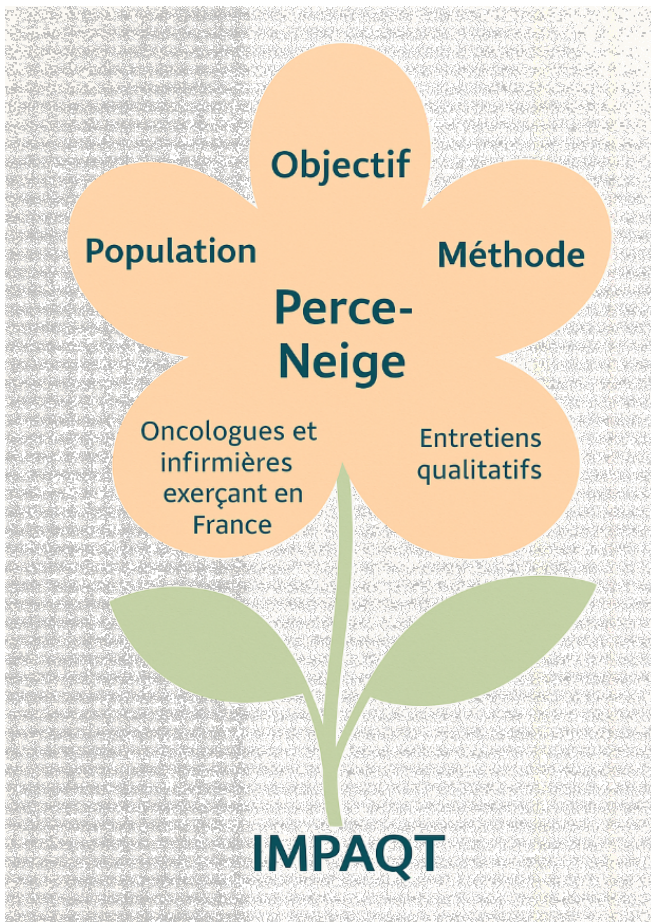 Objectif
Population
Méthode
Perce-
Neige
Oncologues et
infirmières
exerçant en
France
Entretiens
qualitatifs
IMPAQT